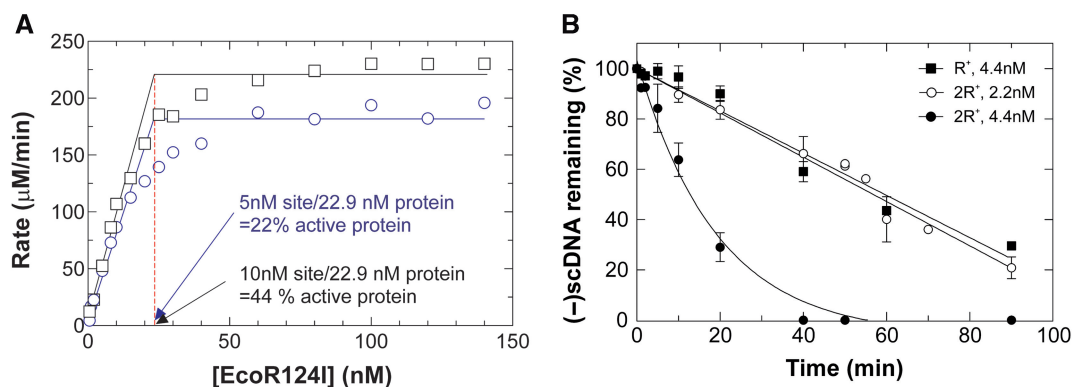 A
250
200
150
100
50
0
Rate (μM/min)
5nM site/22.9 nM protein
=22% active protein
10nM site/22.9 nM protein
=44 % active protein
0
50
100
150
[EcoR124I] (nM)
B
100
80
60
40
20
0
(−)scDNA remaining (%)
R⁺, 4.4nM
2R⁺, 2.2nM
2R⁺, 4.4nM
0
20
40
60
80
100
Time (min)